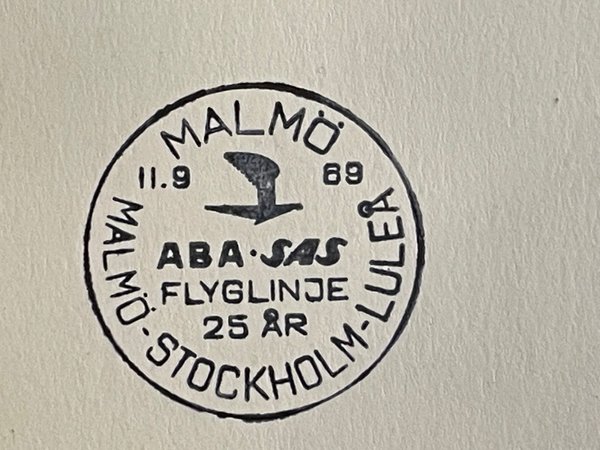 MALMÖ
11.9 69
ABA·SAS
FLYGLINJE
25 ÅR
MALMÖ-STOCKHOLM-LULEÅ